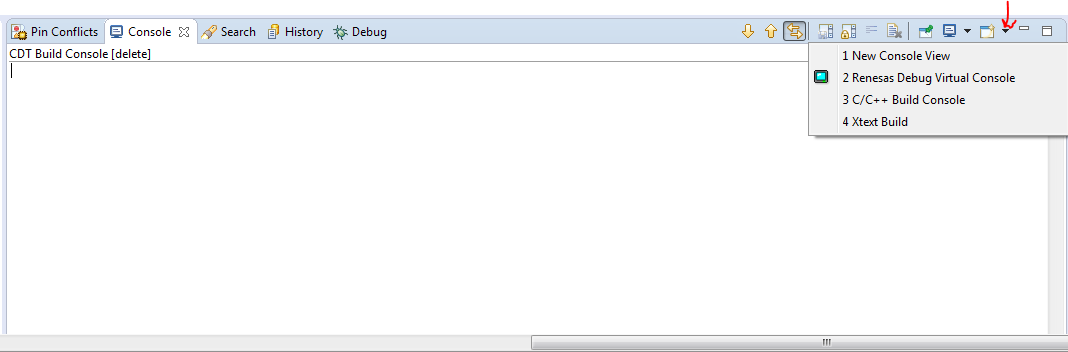 Pin Conflicts Console Search History Debug
CDT Build Console [delete]
1 New Console View
2 Renesas Debug Virtual Console
3 C/C++ Build Console
4 Xtext Build